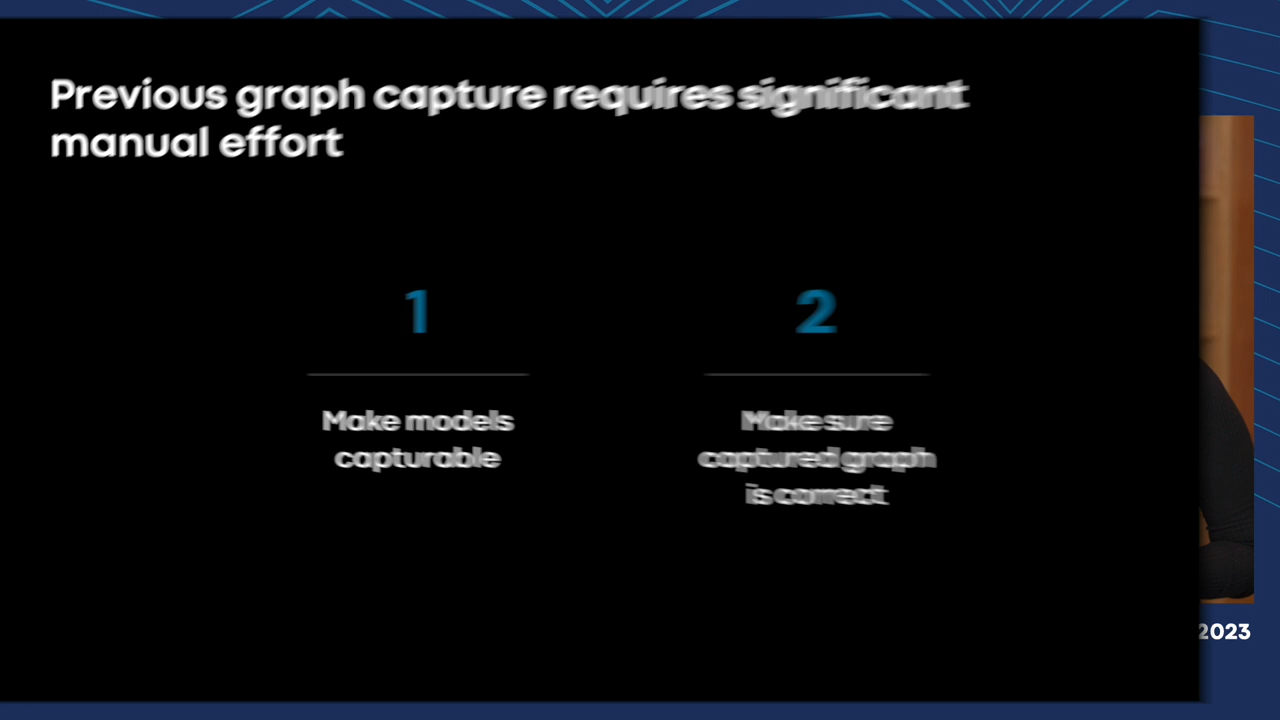 Previous graph capture requires significant
manual effort
1
Make models
capturable
2
Make sure
captured graph
is correct
2023